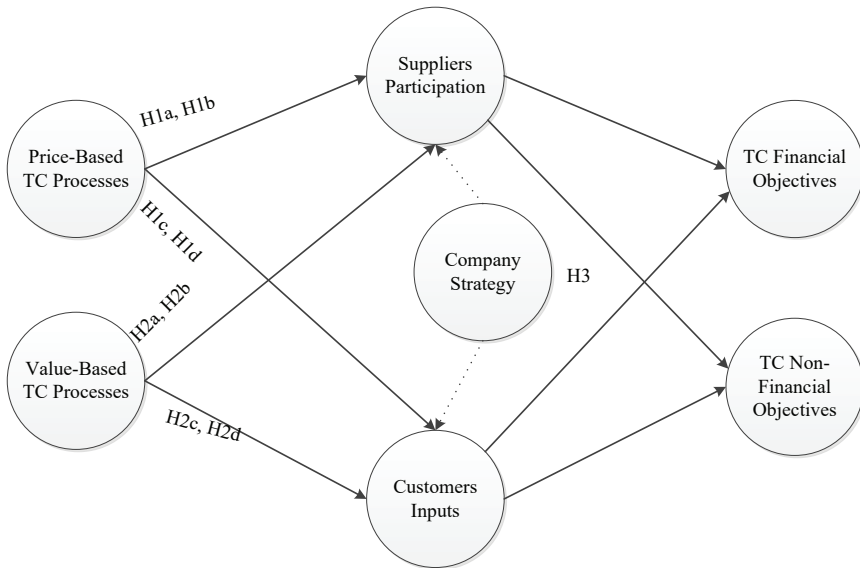 Suppliers
Participation
H1a, H1b
Price-Based
TC Processes
TC Financial
Objectives
H1c, H1d
Company
Strategy
H3
H2a, H2b
Value-Based
TC Processes
TC Non-
Financial
Objectives
H2c, H2d
Customers
Inputs